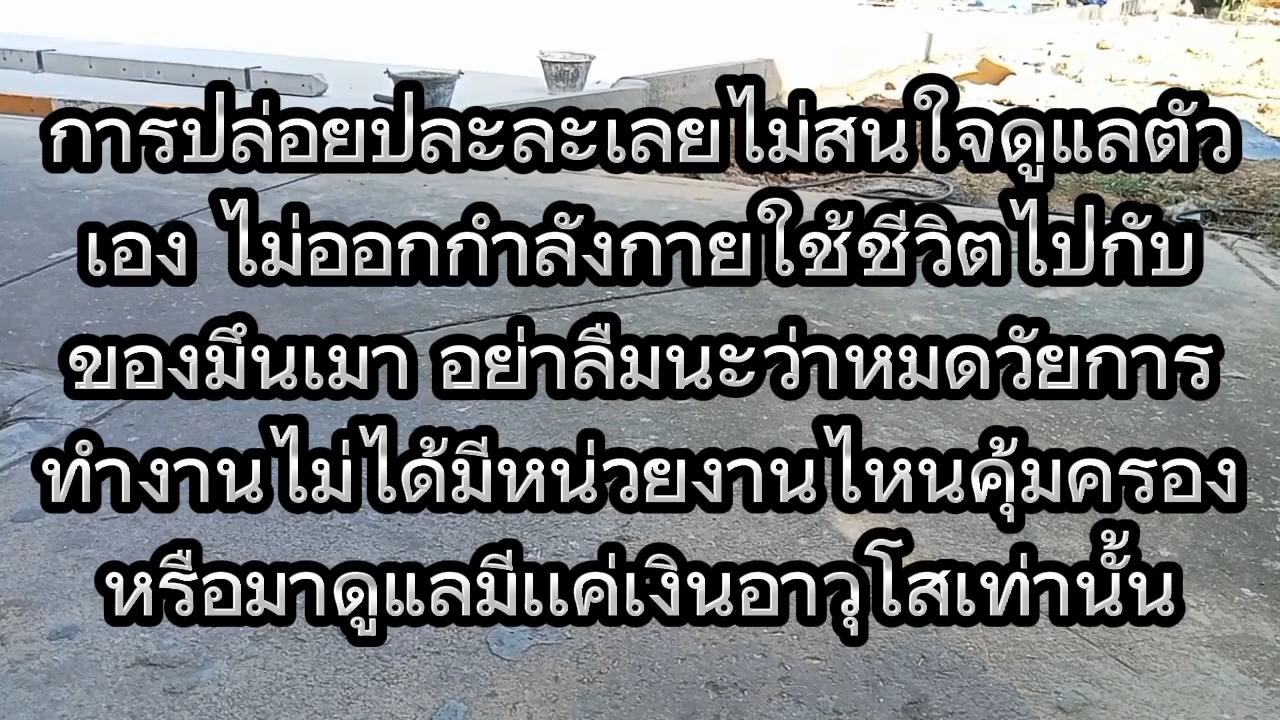 การปล่อยปละละเลยไม่สนใจดูแลตัว
เอง ไม่ออกกำลังกายใช้ชีวิตไปกับ
ของมึนเมา อย่าลืมนะว่าหมดวัยการ
ทำงานไม่ได้มีหน่วยงานไหนคุ้มครอง
หรือมาดูแลมีแค่เงินอาวุโสเท่านั้น